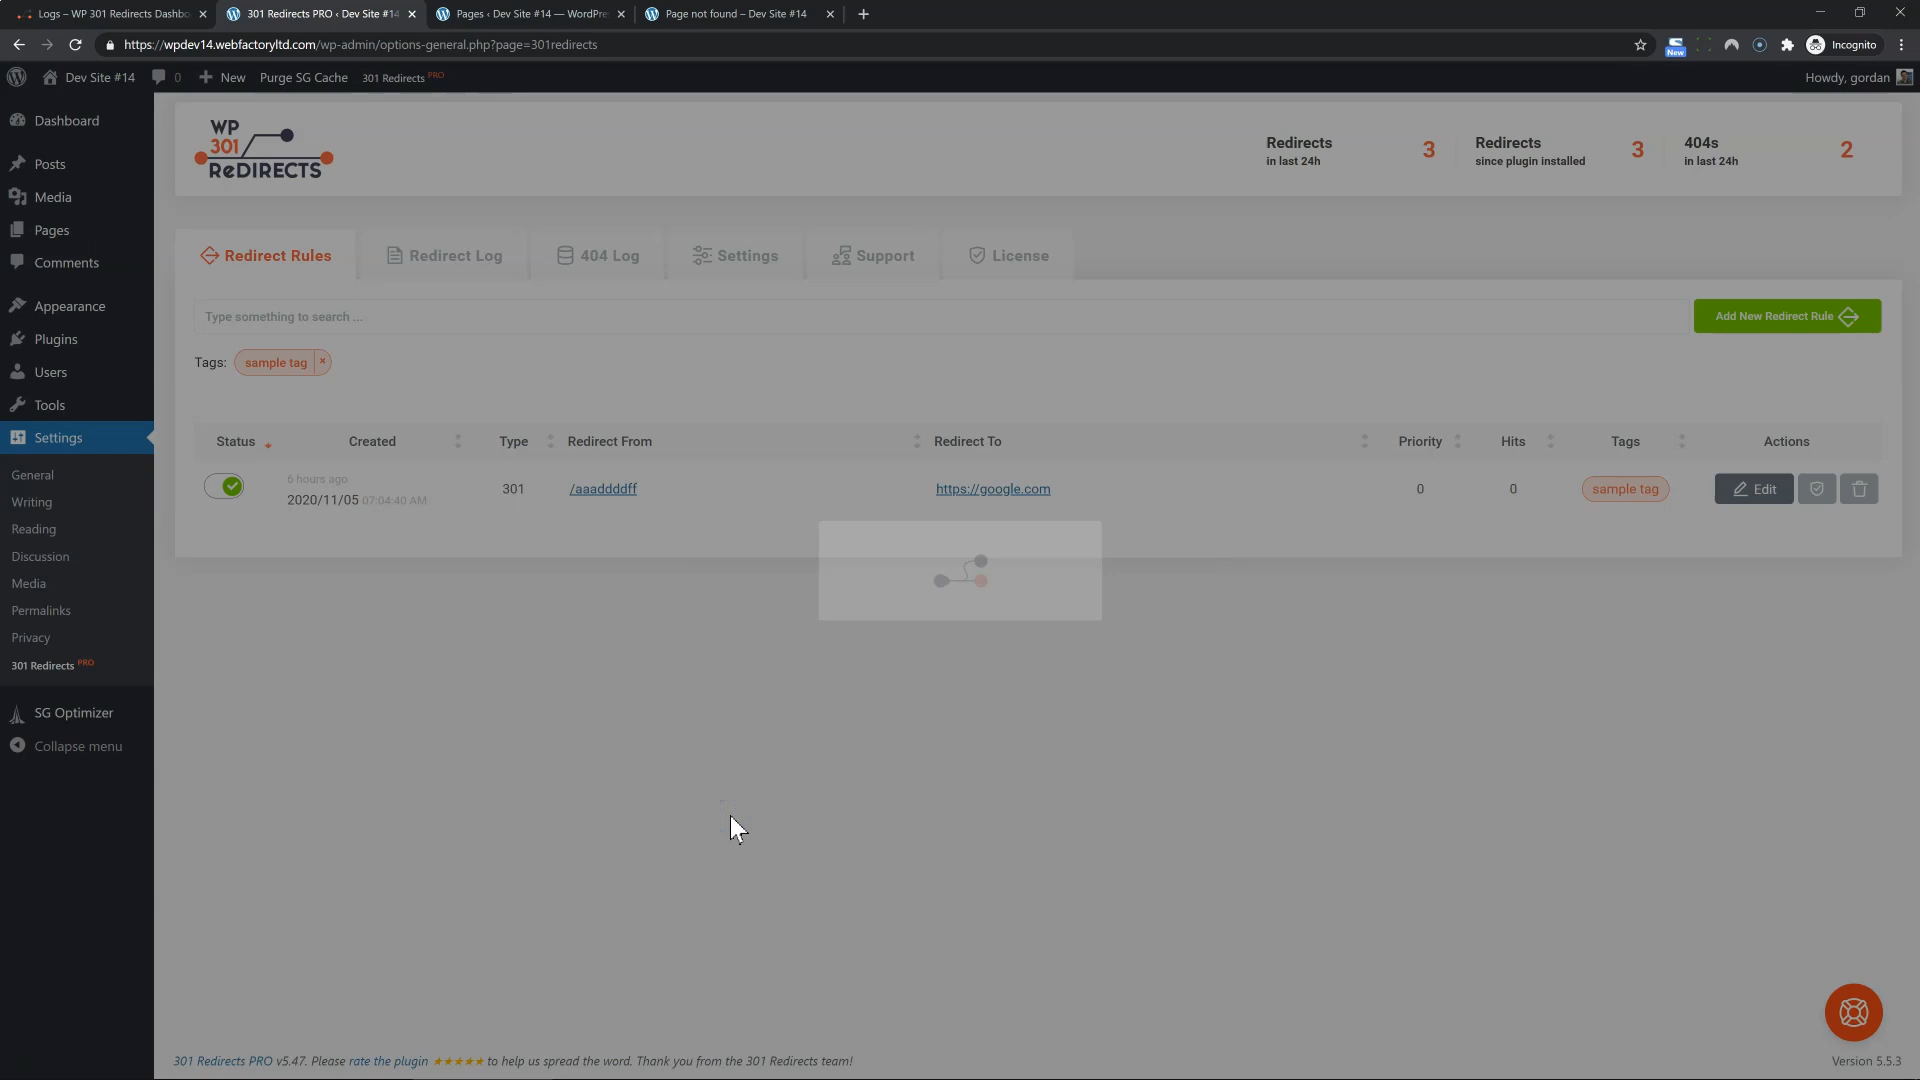 Logs – WP 301 Redirects Dashbo
301 Redirects PRO ‹ Dev Site #14
Pages ‹ Dev Site #14 — WordPre
Page not found – Dev Site #14
https://wpdev14.webfactoryltd.com/wp-admin/options-general.php?page=301redirects
New
Incognito
Dev Site #14
0
New
Purge SG Cache
301 Redirects PRO
Howdy, gordan
Dashboard
Posts
Media
Pages
Comments
Appearance
Plugins
Users
Tools
Settings
General
Writing
Reading
Discussion
Media
Permalinks
Privacy
301 Redirects PRO
SG Optimizer
Collapse menu
WP
301
ReDIRECTS
Redirects
in last 24h
3
Redirects
since plugin installed
3
404s
in last 24h
2
Redirect Rules
Redirect Log
404 Log
Settings
Support
License
Type something to search ...
Add New Redirect Rule
Tags: sample tag ×
Status Created Type Redirect From Redirect To Priority Hits Tags Actions
6 hours ago
2020/11/05 07:04:40 AM
301
/aaaddddff
https://google.com
0
0
sample tag
Edit
301 Redirects PRO v5.47. Please rate the plugin ★★★★★ to help us spread the word. Thank you from the 301 Redirects team!
Version 5.5.3